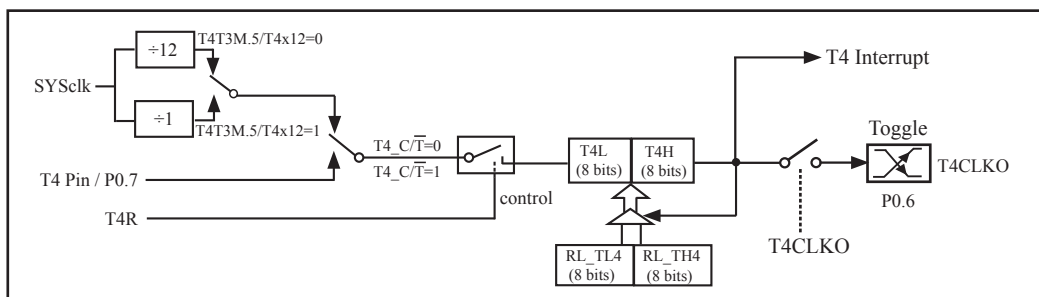 T4T3M.5/T4x12=0
÷12
SYSclk
÷1
T4T3M.5/T4x12=1
T4 Pin / P0.7
T4R
T4_C/T̅=0
T4_C/T̅=1
control
T4L
(8 bits)
T4H
(8 bits)
RL_TL4
(8 bits)
RL_TH4
(8 bits)
T4 Interrupt
Toggle
T4CLKO
P0.6
T4CLKO